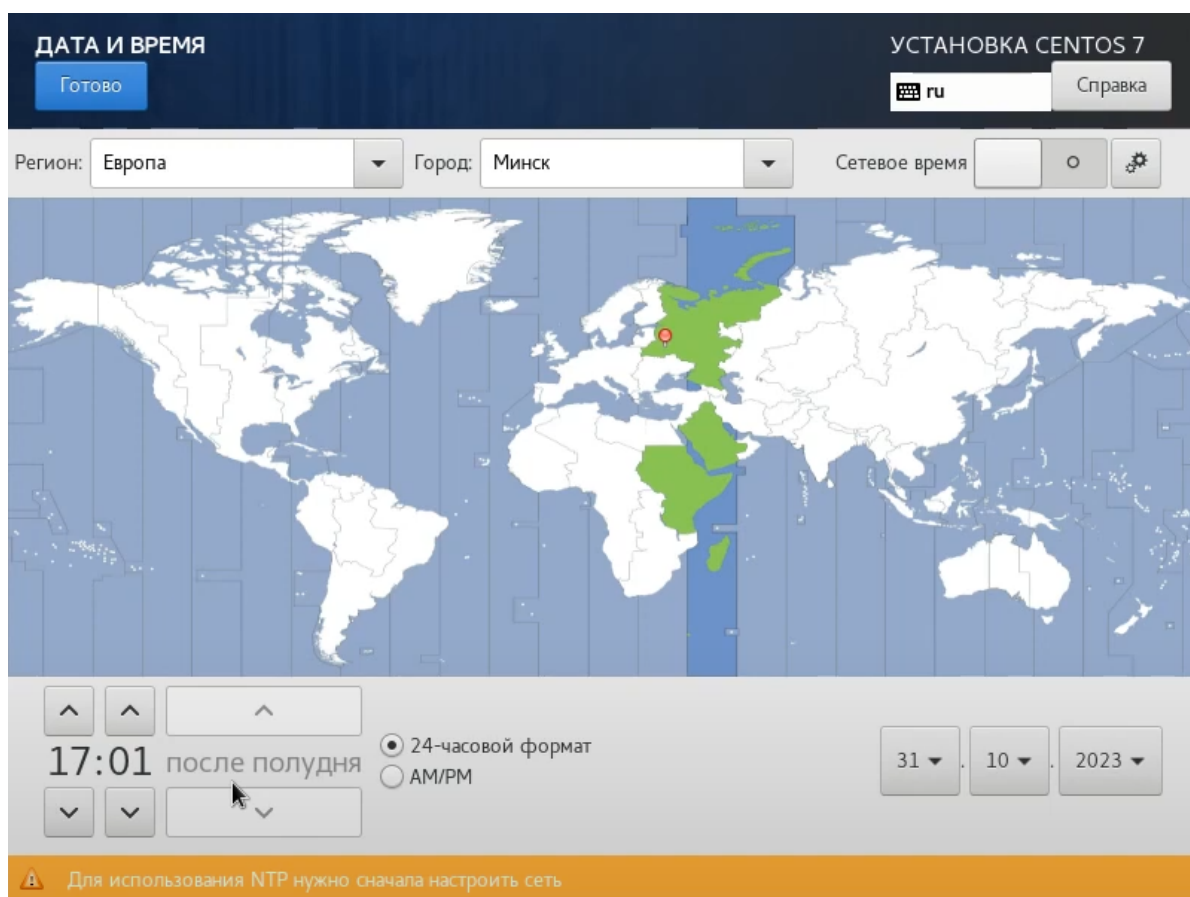 ДАТА И ВРЕМЯ
УСТАНОВКА CENTOS 7
Готово
ru
Справка
Регион: Европа Город: Минск Сетевое время
17:01 после полудня
24-часовой формат
AM/PM
31 . 10 . 2023
Для использования NTP нужно сначала настроить сеть